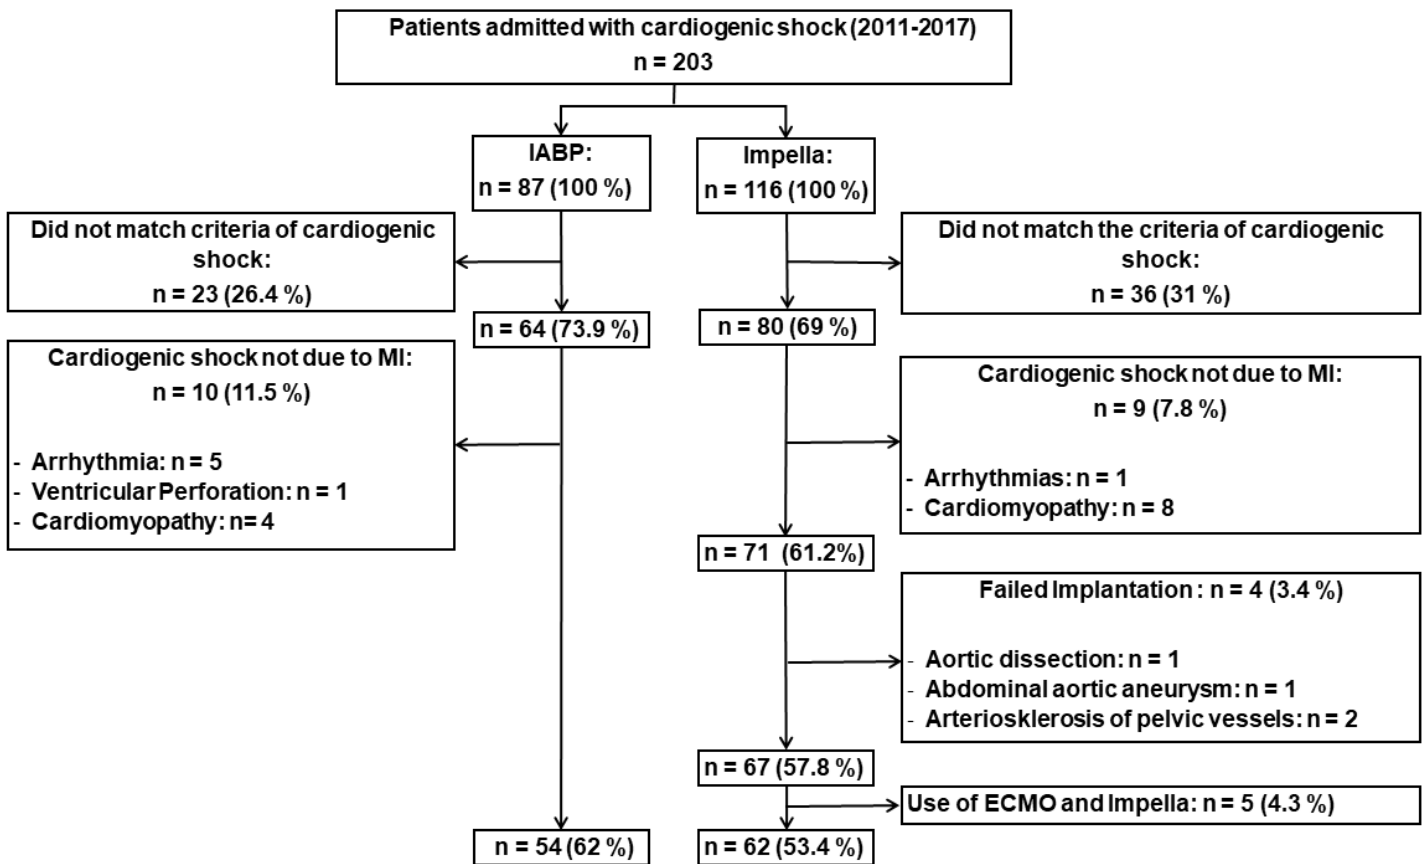 Patients admitted with cardiogenic shock (2011-2017)
n = 203
IABP:
n = 87 (100 %)
Impella:
n = 116 (100 %)
Did not match criteria of cardiogenic
shock:
n = 23 (26.4 %)
Did not match the criteria of cardiogenic
shock:
n = 36 (31 %)
n = 64 (73.9 %)
n = 80 (69 %)
Cardiogenic shock not due to MI:
n = 10 (11.5 %)
- Arrhythmia: n = 5
- Ventricular Perforation: n = 1
- Cardiomyopathy: n= 4
Cardiogenic shock not due to MI:
n = 9 (7.8 %)
- Arrhythmias: n = 1
- Cardiomyopathy: n = 8
n = 71 (61.2%)
Failed Implantation : n = 4 (3.4 %)
- Aortic dissection: n = 1
- Abdominal aortic aneurysm: n = 1
- Arteriosklerosis of pelvic vessels: n = 2
n = 67 (57.8 %)
Use of ECMO and Impella: n = 5 (4.3 %)
n = 54 (62 %)
n = 62 (53.4 %)